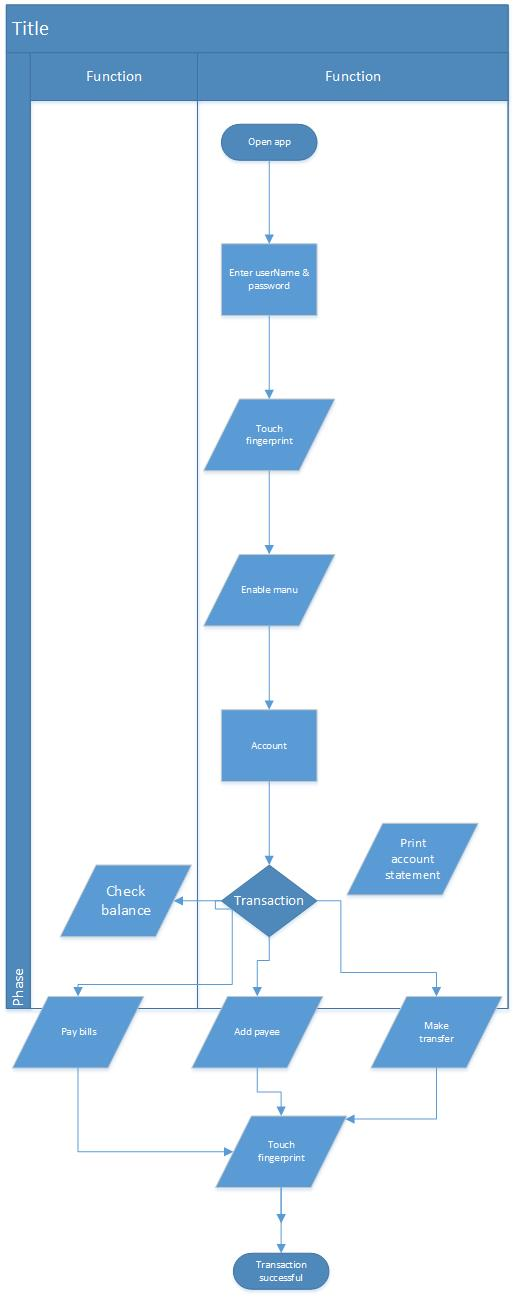 Title
Function
Function
Open app
Enter userName &
password
Touch
fingerprint
Enable manu
Account
Print
account
statement
Check
balance
Transaction
Phase
Pay bills
Add payee
Make
transfer
Touch
fingerprint
Transaction
successful